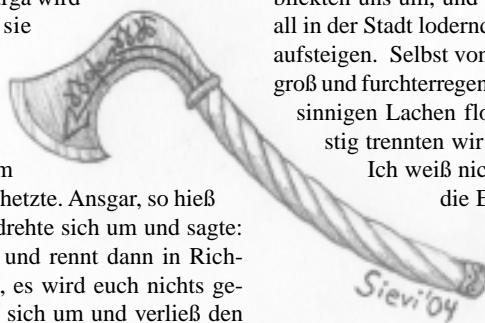 rga wird
sie
m
hetzte. Ansgar, so hieß
drehte sich um und sagte:
und rennt dann in Rich-
, es wird euch nichts ge-
sich um und verließ den
blickten uns um, und
all in der Stadt lodern
aufsteigen. Selbst von
groß und furchterregen
sinnigen Lachen flo
stig trennten wir
Ich weiß nic
die E
Sievi'04